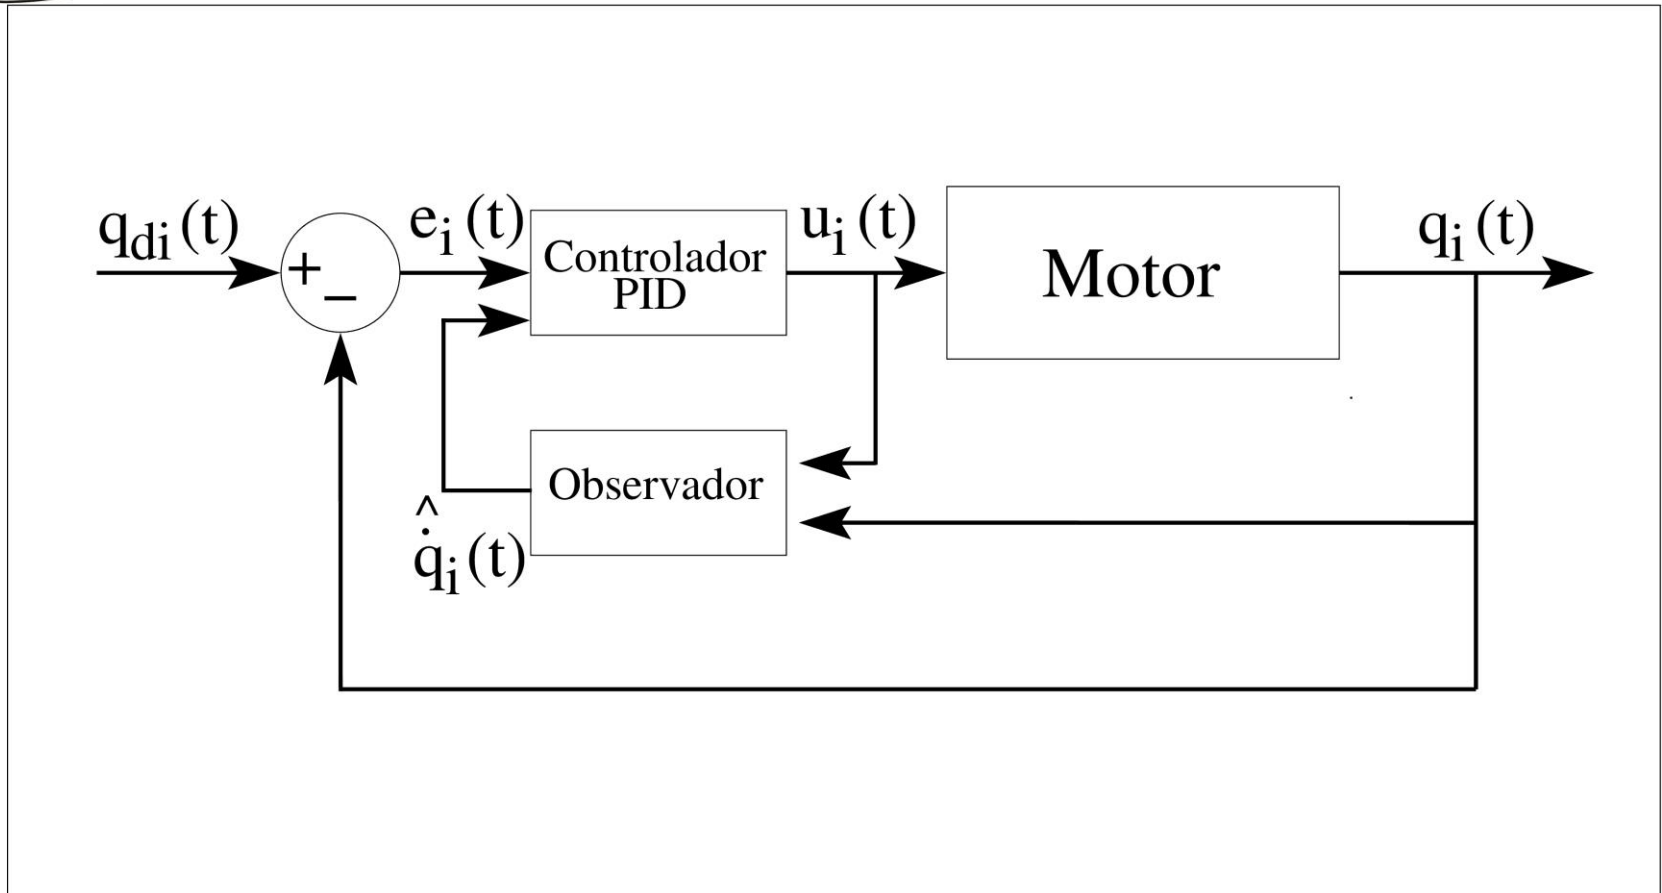 q_di (t)
+
−
e_i (t)
Controlador
PID
u_i (t)
Motor
q_i (t)
Observador
^
q̇_i (t)